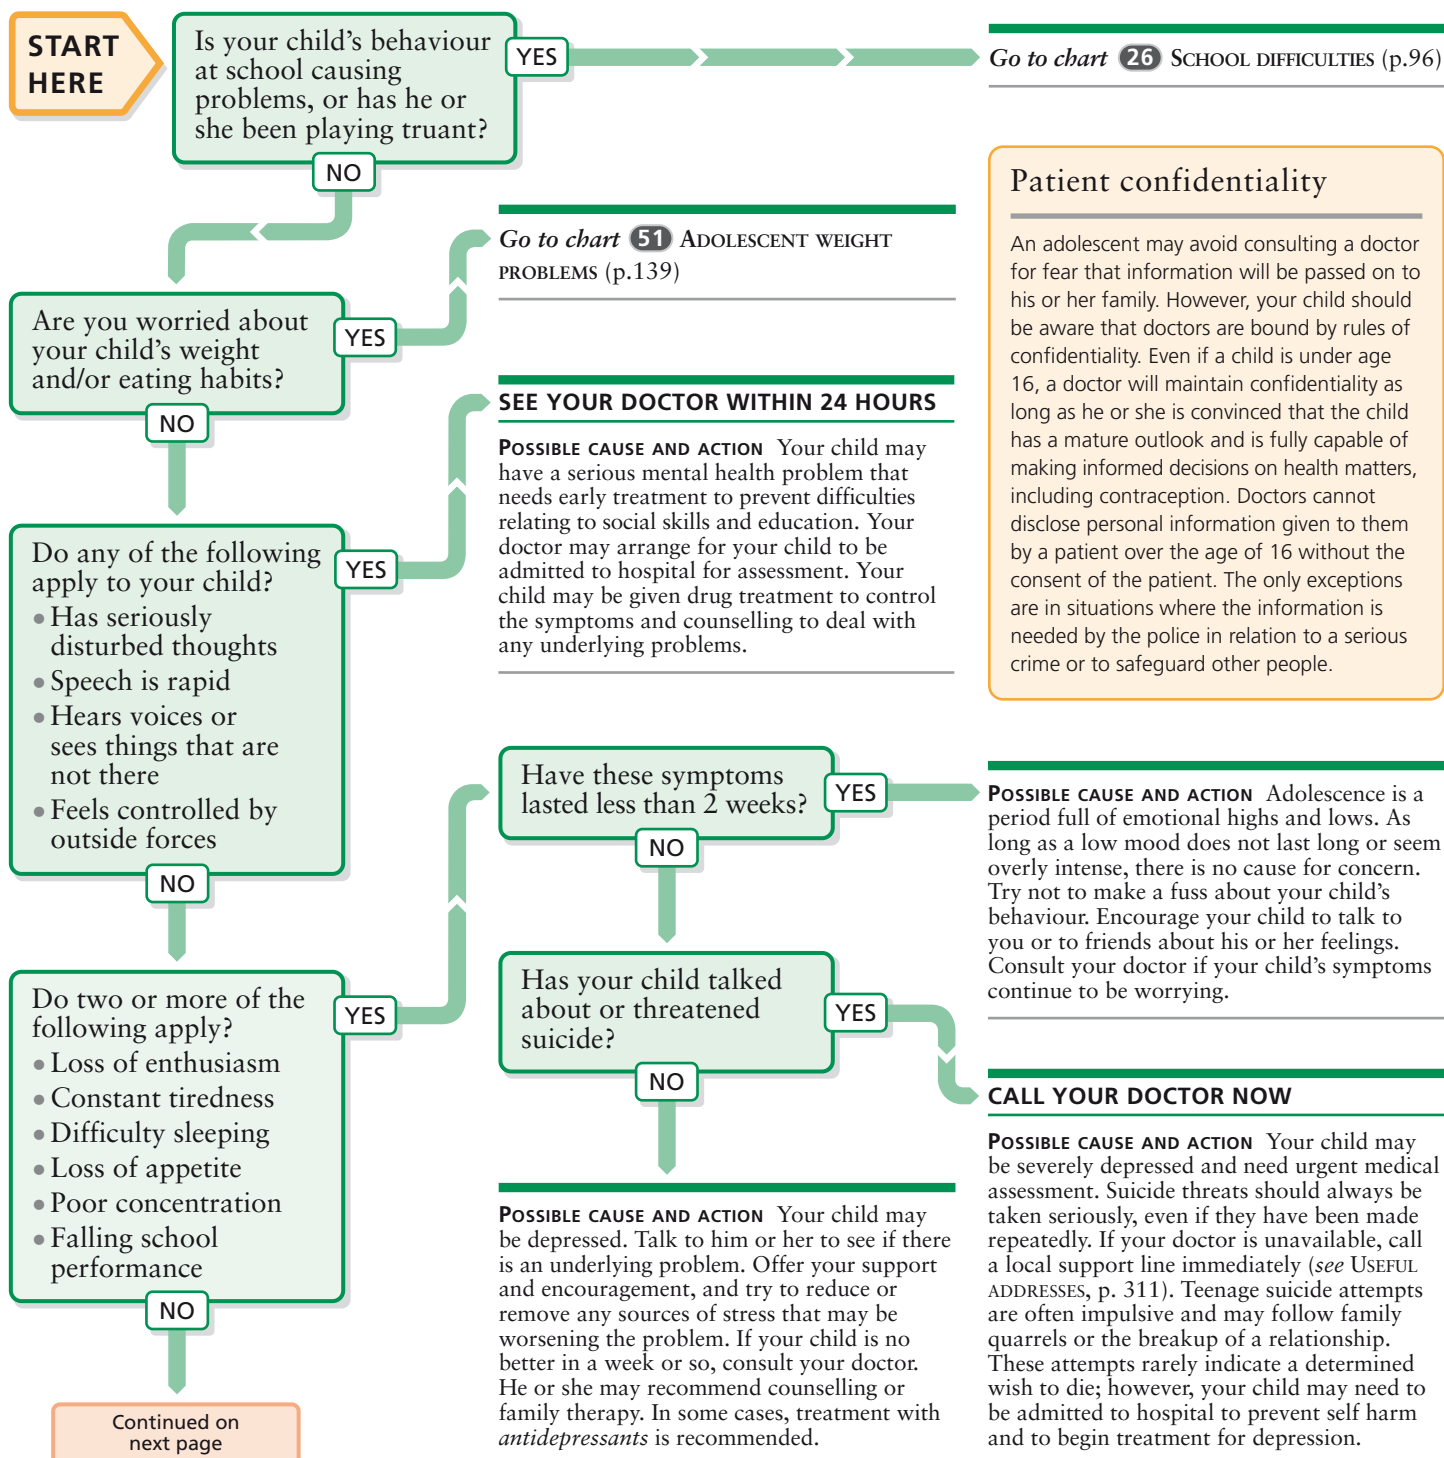 START
HERE
Is your child's behaviour
at school causing
problems, or has he or
she been playing truant?
YES
Go to chart 26 SCHOOL DIFFICULTIES (p.96)
NO
Are you worried about
your child's weight
and/or eating habits?
YES
Go to chart 51 ADOLESCENT WEIGHT
PROBLEMS (p.139)
NO
Do any of the following
apply to your child?
• Has seriously
disturbed thoughts
• Speech is rapid
• Hears voices or
sees things that are
not there
• Feels controlled by
outside forces
YES
SEE YOUR DOCTOR WITHIN 24 HOURS
POSSIBLE CAUSE AND ACTION Your child may
have a serious mental health problem that
needs early treatment to prevent difficulties
relating to social skills and education. Your
doctor may arrange for your child to be
admitted to hospital for assessment. Your
child may be given drug treatment to control
the symptoms and counselling to deal with
any underlying problems.
NO
Do two or more of the
following apply?
• Loss of enthusiasm
• Constant tiredness
• Difficulty sleeping
• Loss of appetite
• Poor concentration
• Falling school
performance
YES
NO
Continued on
next page
Have these symptoms
lasted less than 2 weeks?
YES
NO
Has your child talked
about or threatened
suicide?
YES
NO
POSSIBLE CAUSE AND ACTION Your child may
be depressed. Talk to him or her to see if there
is an underlying problem. Offer your support
and encouragement, and try to reduce or
remove any sources of stress that may be
worsening the problem. If your child is no
better in a week or so, consult your doctor.
He or she may recommend counselling or
family therapy. In some cases, treatment with
antidepressants is recommended.
Patient confidentiality
An adolescent may avoid consulting a doctor
for fear that information will be passed on to
his or her family. However, your child should
be aware that doctors are bound by rules of
confidentiality. Even if a child is under age
16, a doctor will maintain confidentiality as
long as he or she is convinced that the child
has a mature outlook and is fully capable of
making informed decisions on health matters,
including contraception. Doctors cannot
disclose personal information given to them
by a patient over the age of 16 without the
consent of the patient. The only exceptions
are in situations where the information is
needed by the police in relation to a serious
crime or to safeguard other people.
POSSIBLE CAUSE AND ACTION Adolescence is a
period full of emotional highs and lows. As
long as a low mood does not last long or seem
overly intense, there is no cause for concern.
Try not to make a fuss about your child's
behaviour. Encourage your child to talk to
you or to friends about his or her feelings.
Consult your doctor if your child's symptoms
continue to be worrying.
CALL YOUR DOCTOR NOW
POSSIBLE CAUSE AND ACTION Your child may
be severely depressed and need urgent medical
assessment. Suicide threats should always be
taken seriously, even if they have been made
repeatedly. If your doctor is unavailable, call
a local support line immediately (see USEFUL
ADDRESSES, p. 311). Teenage suicide attempts
are often impulsive and may follow family
quarrels or the breakup of a relationship.
These attempts rarely indicate a determined
wish to die; however, your child may need to
be admitted to hospital to prevent self harm
and to begin treatment for depression.